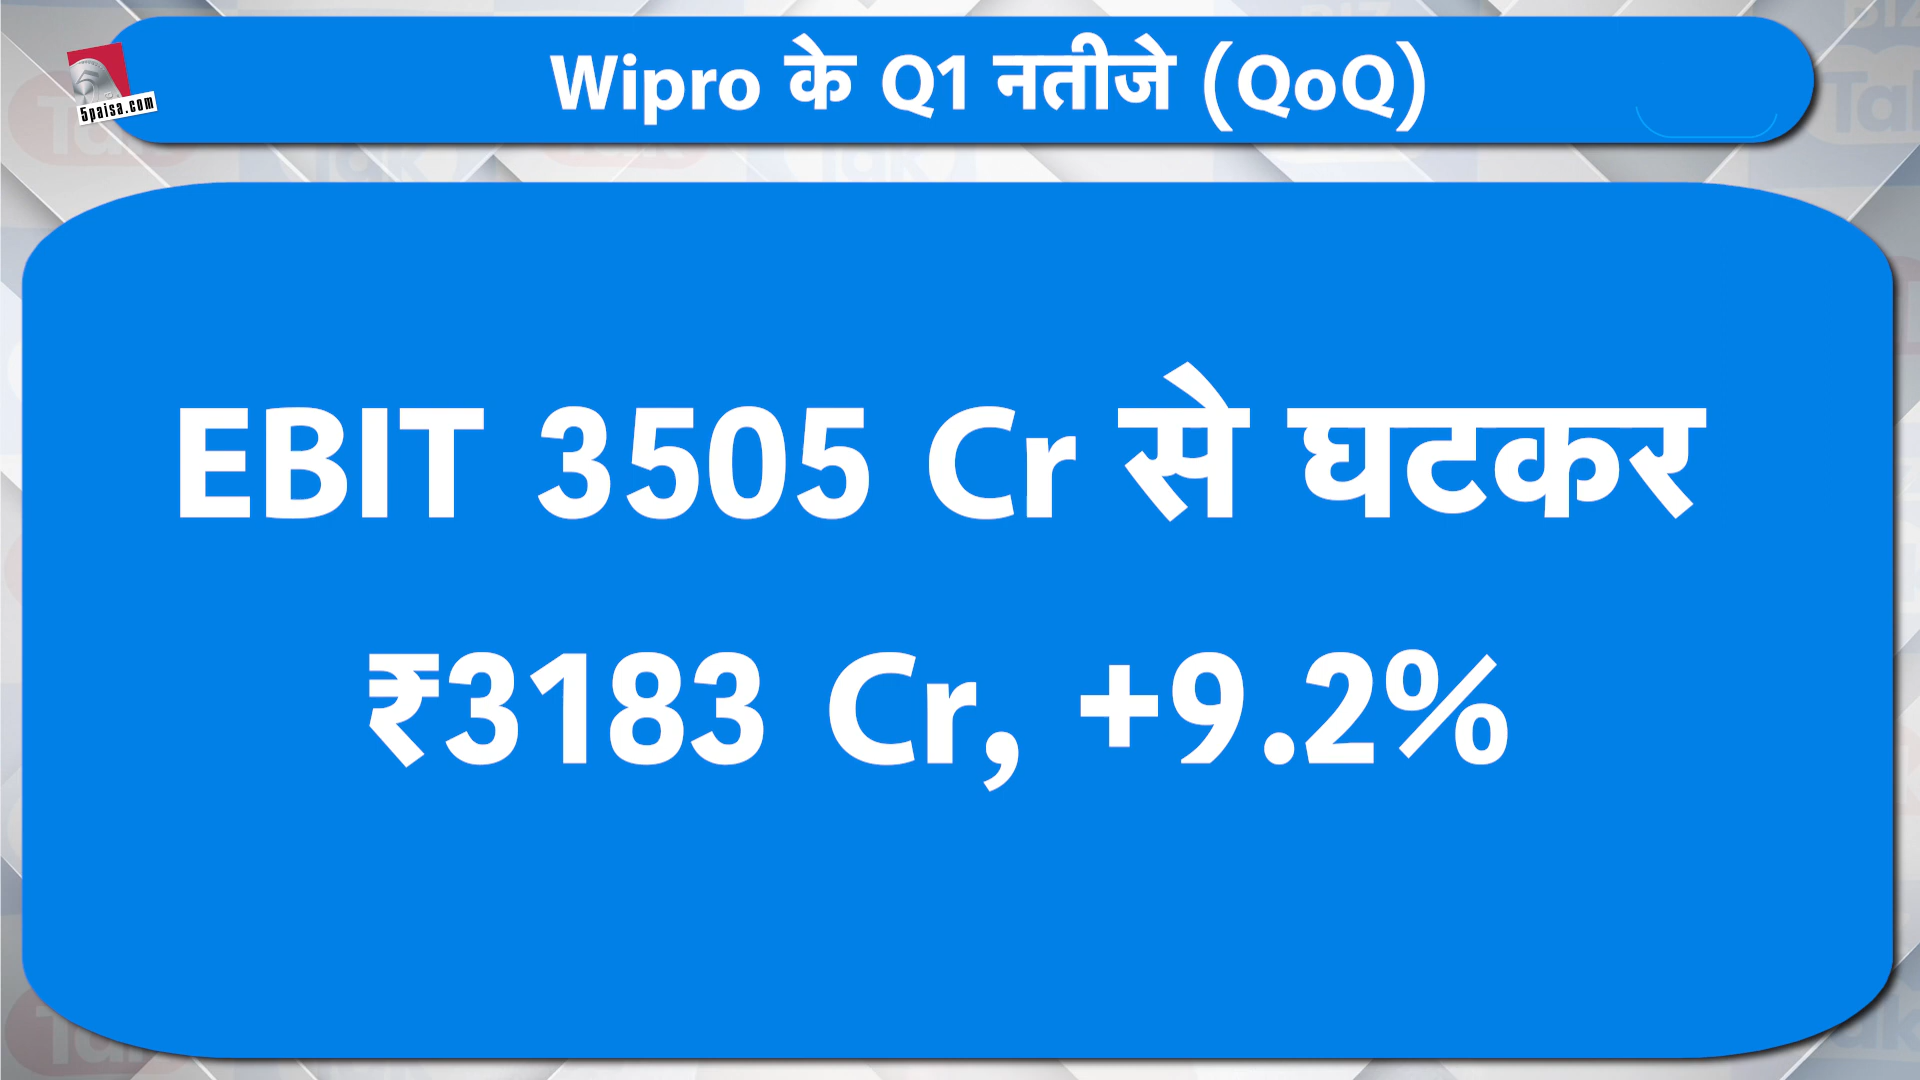 Wipro के Q1 नतीजे (QoQ)
5paisa.com
EBIT 3505 Cr से घटकर
₹3183 Cr, +9.2%